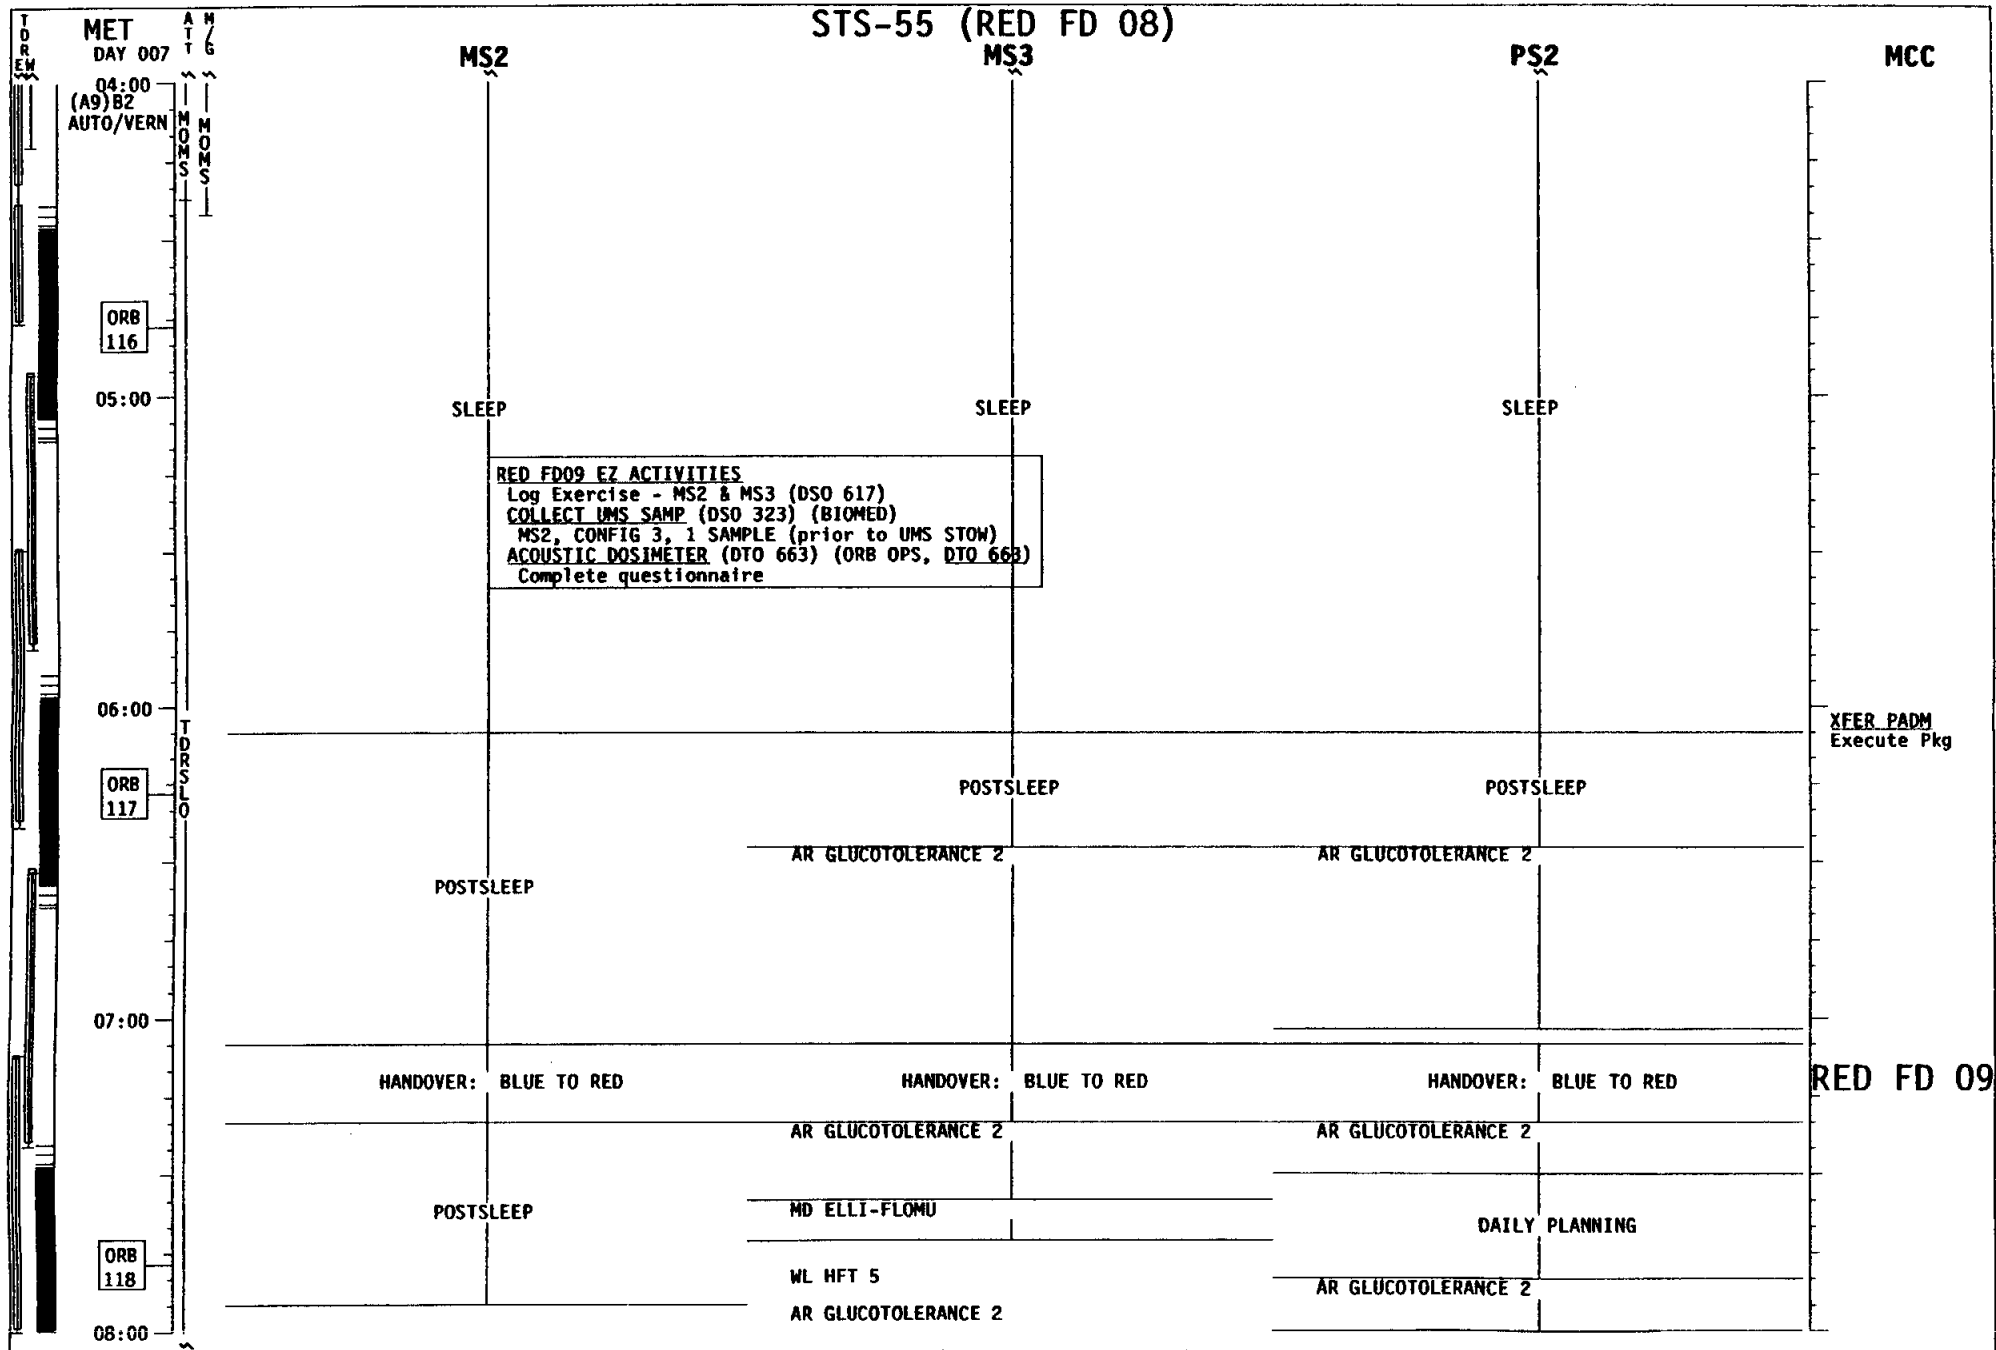 STS-55 (RED FD 08)
TDREW
MET
DAY 007
ATT
M/G
MS2
MS3
PS2
MCC
04:00
(A9)B2
AUTO/VERN
MOMS
MOMS
ORB
116
05:00
SLEEP
SLEEP
SLEEP
RED FD09 EZ ACTIVITIES
Log Exercise - MS2 & MS3 (DSO 617)
COLLECT UMS SAMP (DSO 323) (BIOMED)
MS2, CONFIG 3, 1 SAMPLE (prior to UMS STOW)
ACOUSTIC DOSIMETER (DTO 663) (ORB OPS, DTO 663)
Complete questionnaire
06:00
TDRSLO
XFER PADM
Execute Pkg
ORB
117
POSTSLEEP
POSTSLEEP
AR GLUCOTOLERANCE 2
AR GLUCOTOLERANCE 2
POSTSLEEP
07:00
HANDOVER: BLUE TO RED
HANDOVER: BLUE TO RED
HANDOVER: BLUE TO RED
RED FD 09
AR GLUCOTOLERANCE 2
AR GLUCOTOLERANCE 2
POSTSLEEP
MD ELLI-FLOMU
DAILY PLANNING
ORB
118
WL HFT 5
AR GLUCOTOLERANCE 2
AR GLUCOTOLERANCE 2
08:00